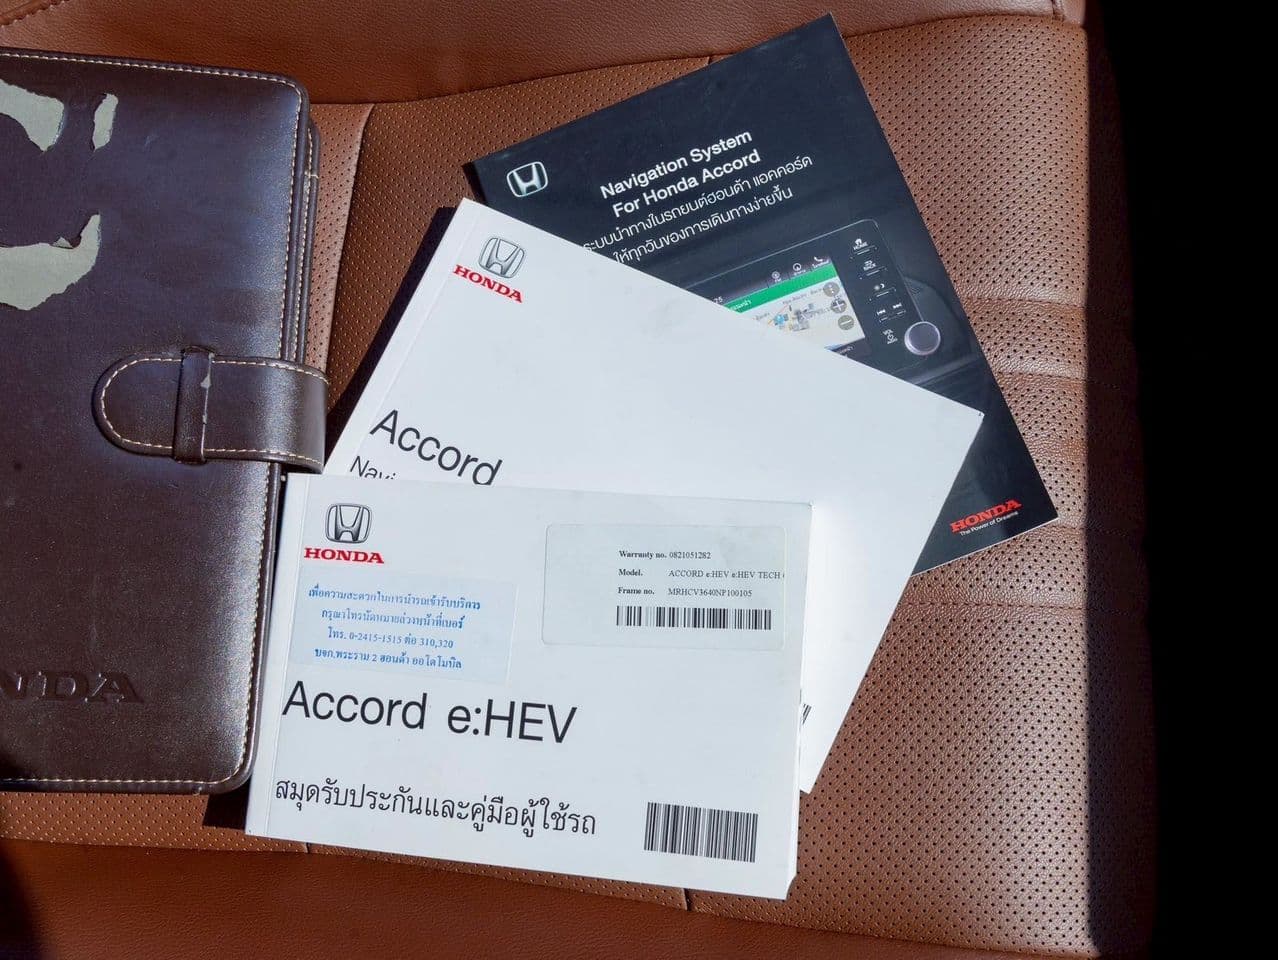 Navigation System
For Honda Accord
ระบบนำทางในรถยนต์ฮอนด้า แอคคอร์ด
ให้ทุกวันของการเดินทางง่ายขึ้น
HONDA
The Power of Dreams
HONDA
Accord
HONDA
Warranty no. 0821051282
Model. ACCORD e:HEV e:HEV TECH
Frame no. MRHCV3640NP100105
เพื่อความสะดวกในการนำรถเข้ารับบริการ
กรุณาโทรนัดหมายล่วงหน้าที่เบอร์
โทร. 0-2415-1515 ต่อ 310,320
บจก.พระราม 2 ฮอนด้า ออโตโมบิล
Accord e:HEV
สมุดรับประกันและคู่มือผู้ใช้รถ
NDA